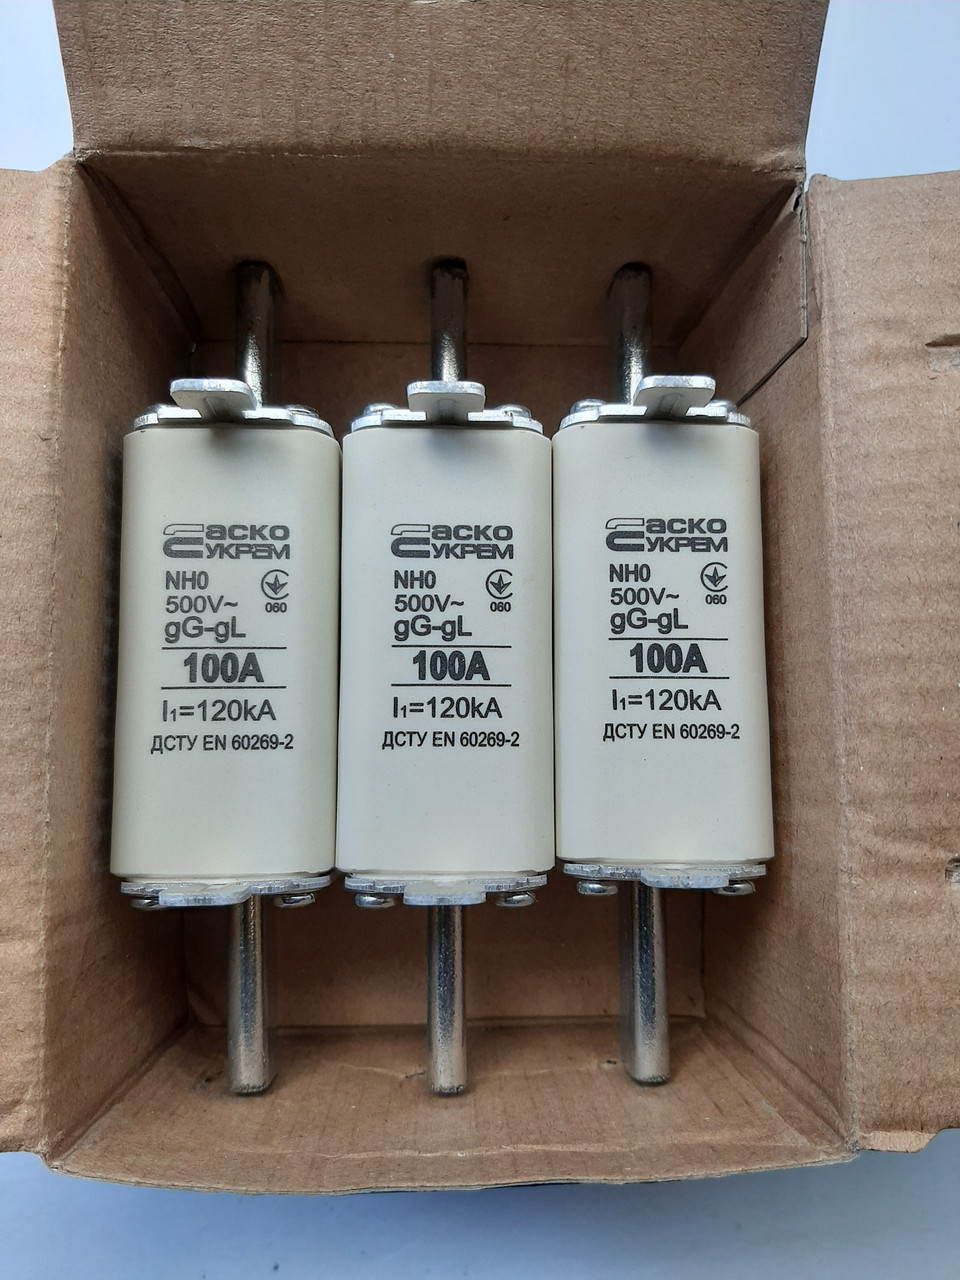 аско
УКРЕМ
NH0
500V~
060
gG-gL
100A
I₁=120kA
ДСТУ EN 60269-2
аско
УКРЕМ
NH0
500V~
060
gG-gL
100A
I₁=120kA
ДСТУ EN 60269-2
аско
УКРЕМ
NH0
500V~
060
gG-gL
100A
I₁=120kA
ДСТУ EN 60269-2